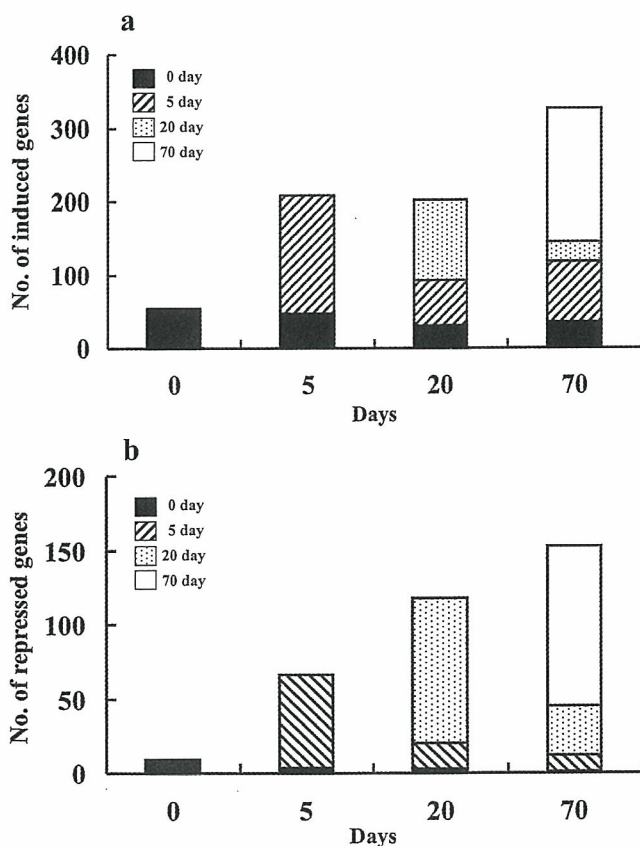 a
No. of induced genes
400
300
200
100
0
0 day
5 day
20 day
70 day
0 5 20 70
Days
b
No. of repressed genes
200
150
100
50
0
0 day
5 day
20 day
70 day
0 5 20 70
Days